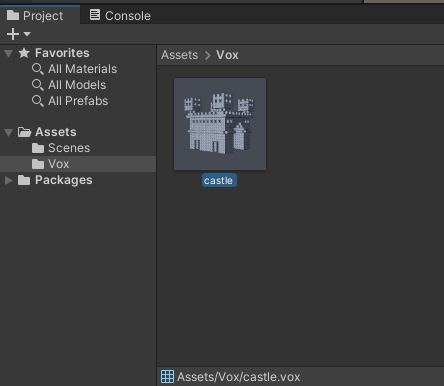 Project
Console
Favorites
All Materials
All Models
All Prefabs
Assets
Scenes
Vox
Packages
Assets > Vox
castle
Assets/Vox/castle.vox